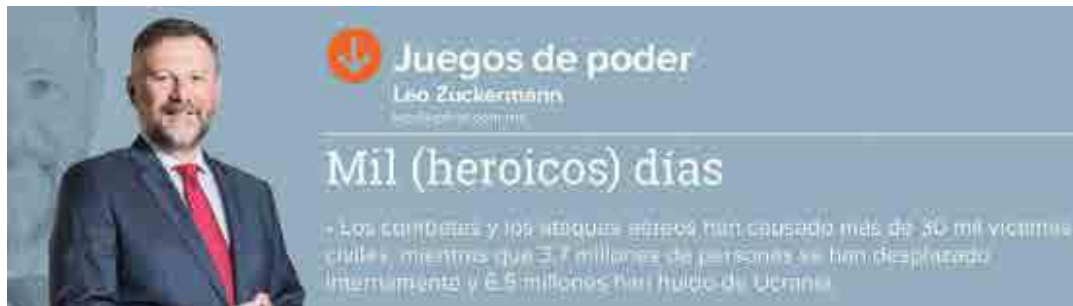 Juegos de poder
Leo Zuckermann
Mil (heroicos) días
• Los combates y los ataques aéreos han causado más de 30 mil víctimas
civiles, mientras que 3.7 millones de personas se han desplazado
internamente y 6.9 millones han huido de Ucrania.